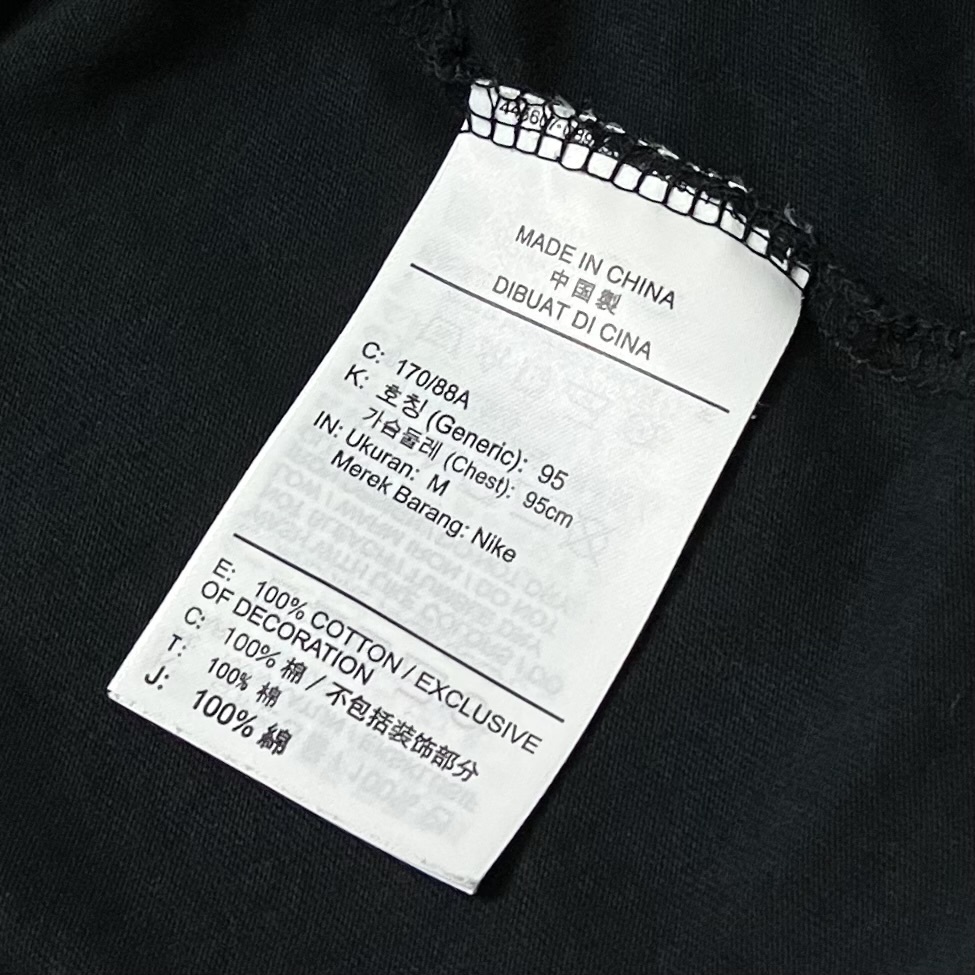 MADE IN CHINA
中国製
DIBUAT DI CINA
C: 170/88A
K: 호칭 (Generic): 95
가슴둘레 (Chest): 95cm
IN: Ukuran: M
Merek Barang: Nike
E: 100% COTTON / EXCLUSIVE
OF DECORATION
C: 100% 棉 / 不包括装饰部分
T: 100% 棉
J: 100% 綿